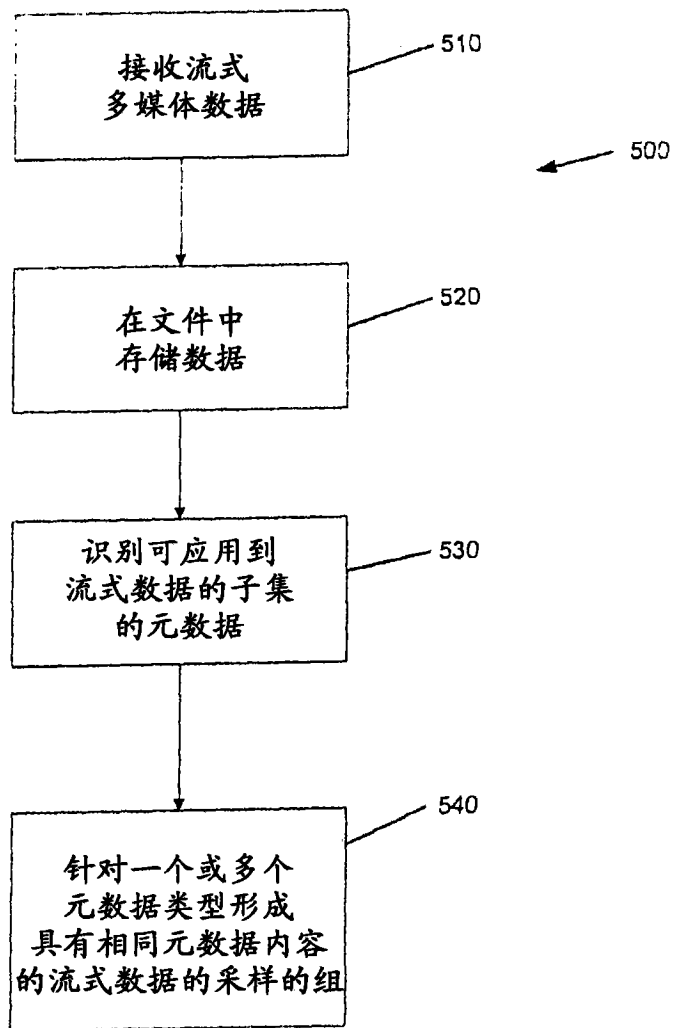 接收流式
多媒体数据
510
500
在文件中
存储数据
520
识别可应用到
流式数据的子集
的元数据
530
540
针对一个或多个
元数据类型形成
具有相同元数据内容
的流式数据的采样的组